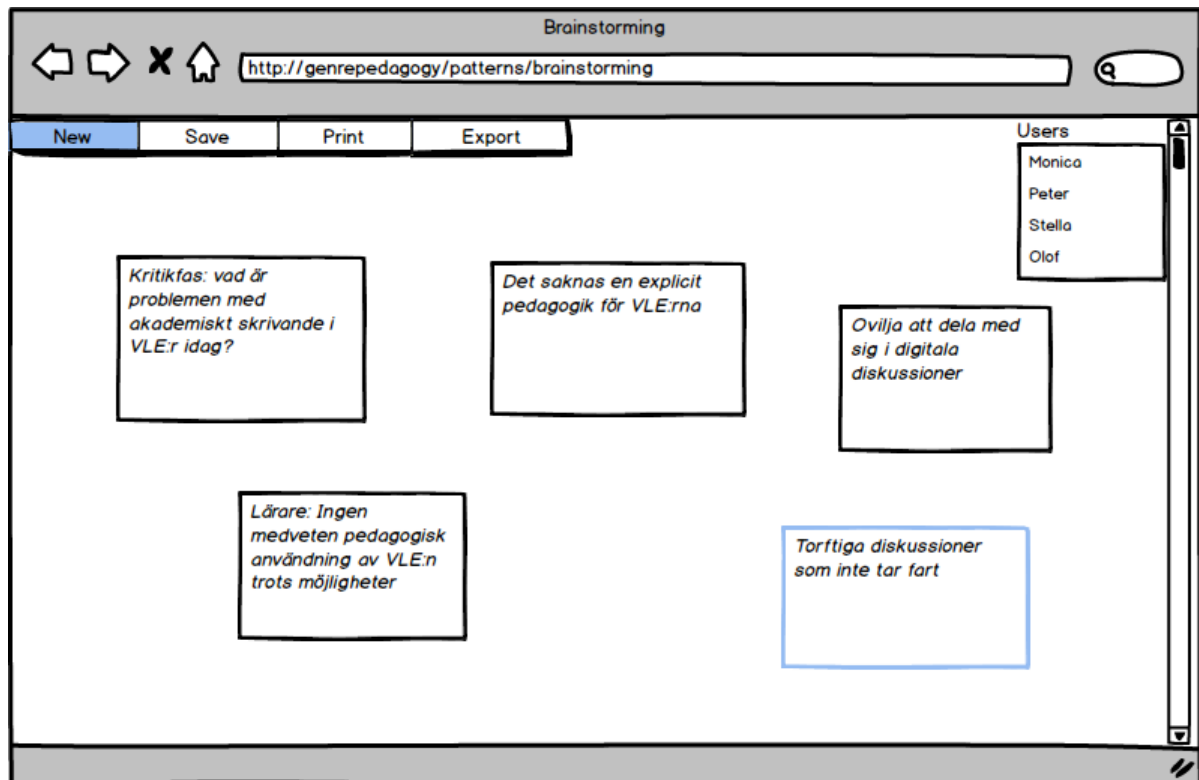 Brainstorming
http://genrepedagogy/patterns/brainstorming
New Save Print Export
Users
Monica
Peter
Stella
Olof
Kritikfas: vad är
problemen med
akademiskt skrivande i
VLE:r idag?
Det saknas en explicit
pedagogik för VLE:rna
Ovilja att dela med
sig i digitala
diskussioner
Lärare: Ingen
medveten pedagogisk
användning av VLE:n
trots möjligheter
Torftiga diskussioner
som inte tar fart